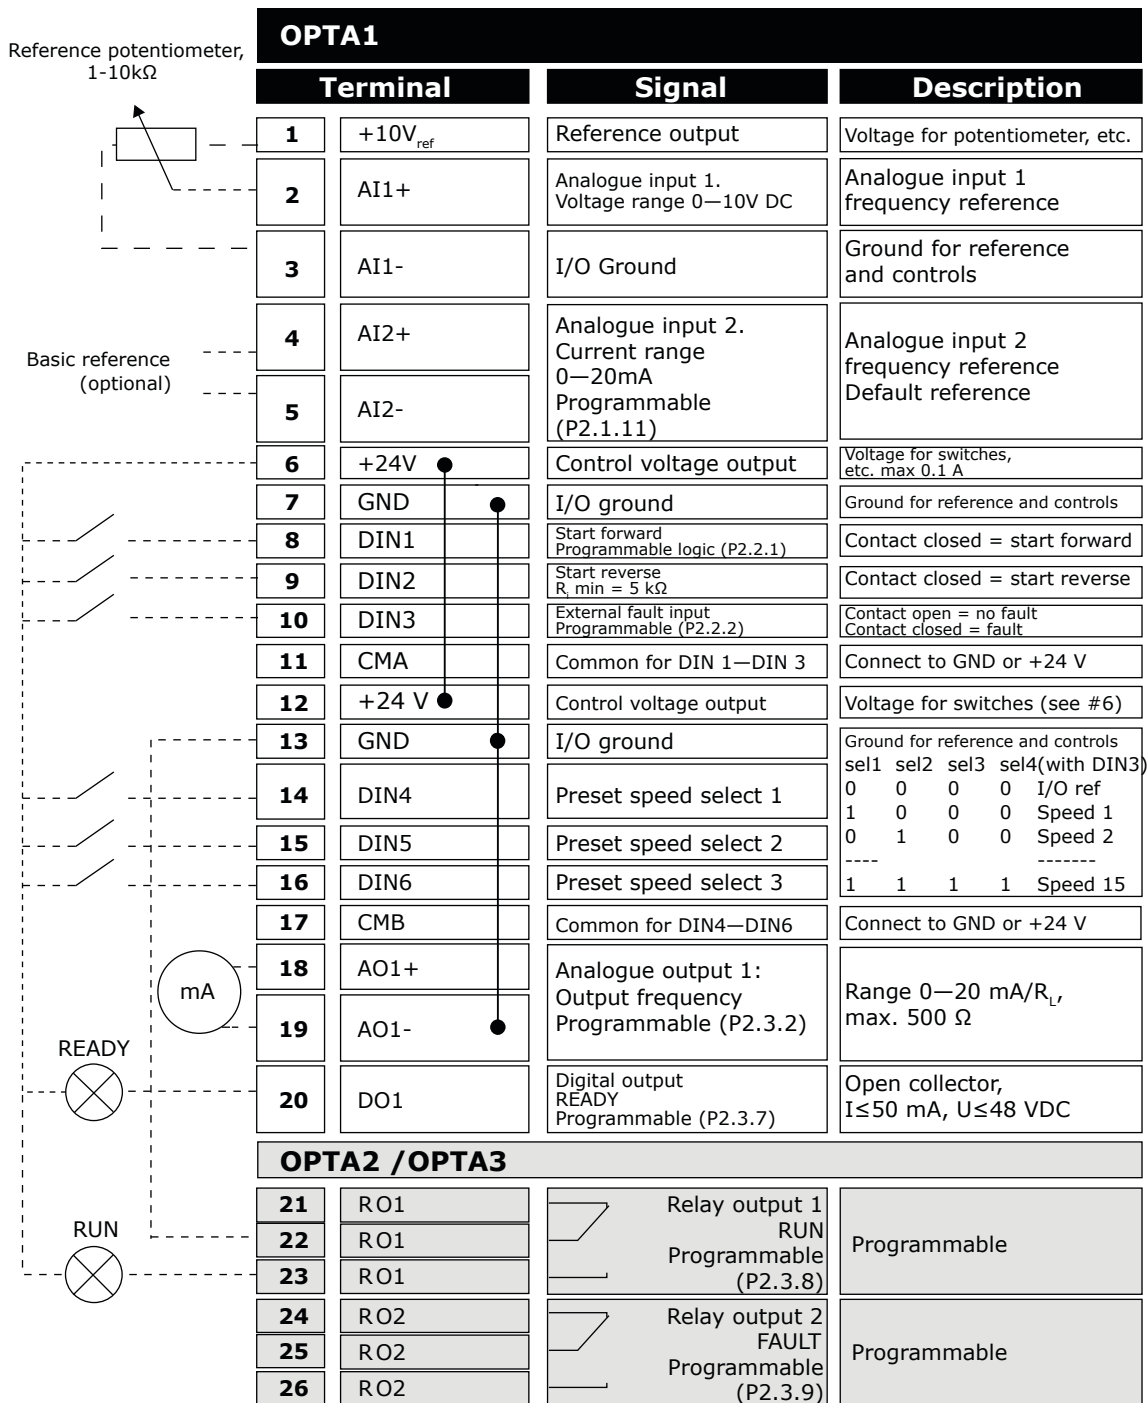 OPTA1
Reference potentiometer,
1-10kΩ
Terminal Signal Description
1 +10Vref Reference output Voltage for potentiometer, etc.
2 AI1+ Analogue input 1.
Voltage range 0—10V DC
Analogue input 1
frequency reference
3 AI1- I/O Ground
Ground for reference
and controls
Basic reference
(optional)
4 AI2+
5 AI2-
Analogue input 2.
Current range
0—20mA
Programmable
(P2.1.11)
Analogue input 2
frequency reference
Default reference
6 +24V Control voltage output
Voltage for switches,
etc. max 0.1 A
7 GND I/O ground Ground for reference and controls
8 DIN1
Start forward
Programmable logic (P2.2.1)
Contact closed = start forward
9 DIN2
Start reverse
Ri min = 5 kΩ
Contact closed = start reverse
10 DIN3
External fault input
Programmable (P2.2.2)
Contact open = no fault
Contact closed = fault
11 CMA Common for DIN 1—DIN 3 Connect to GND or +24 V
12 +24 V Control voltage output Voltage for switches (see #6)
13 GND I/O ground Ground for reference and controls
sel1 sel2 sel3 sel4(with DIN3)
0 0 0 0 I/O ref
1 0 0 0 Speed 1
0 1 0 0 Speed 2
---- -------
1 1 1 1 Speed 15
14 DIN4 Preset speed select 1
15 DIN5 Preset speed select 2
16 DIN6 Preset speed select 3
17 CMB Common for DIN4—DIN6 Connect to GND or +24 V
mA
18 AO1+
19 AO1-
Analogue output 1:
Output frequency
Programmable (P2.3.2)
Range 0—20 mA/RL,
max. 500 Ω
READY
20 DO1
Digital output
READY
Programmable (P2.3.7)
Open collector,
I≤50 mA, U≤48 VDC
OPTA2 /OPTA3
RUN
21 RO1
22 RO1
23 RO1
Relay output 1
RUN
Programmable
(P2.3.8)
Programmable
24 RO2
25 RO2
26 RO2
Relay output 2
FAULT
Programmable
(P2.3.9)
Programmable